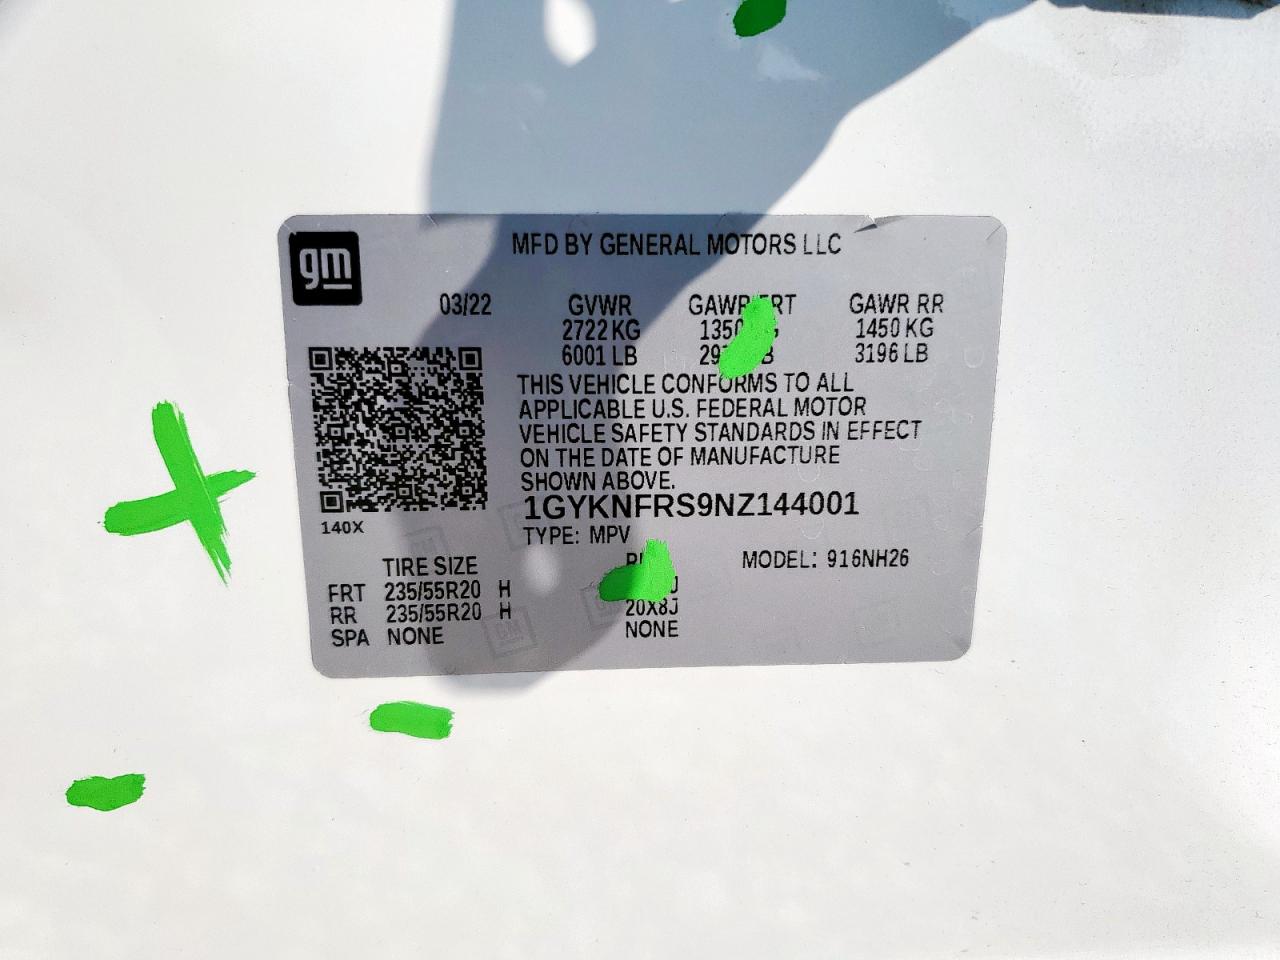 gm
MFD BY GENERAL MOTORS LLC
03/22 GVWR GAWR FRT GAWR RR
2722 KG 1450 KG
6001 LB 3196 LB
THIS VEHICLE CONFORMS TO ALL
APPLICABLE U.S. FEDERAL MOTOR
VEHICLE SAFETY STANDARDS IN EFFECT
ON THE DATE OF MANUFACTURE
SHOWN ABOVE.
1GYKNFRS9NZ144001
140X
TYPE: MPV
TIRE SIZE MODEL: 916NH26
FRT 235/55R20 H
RR 235/55R20 H 20X8J
SPA NONE NONE